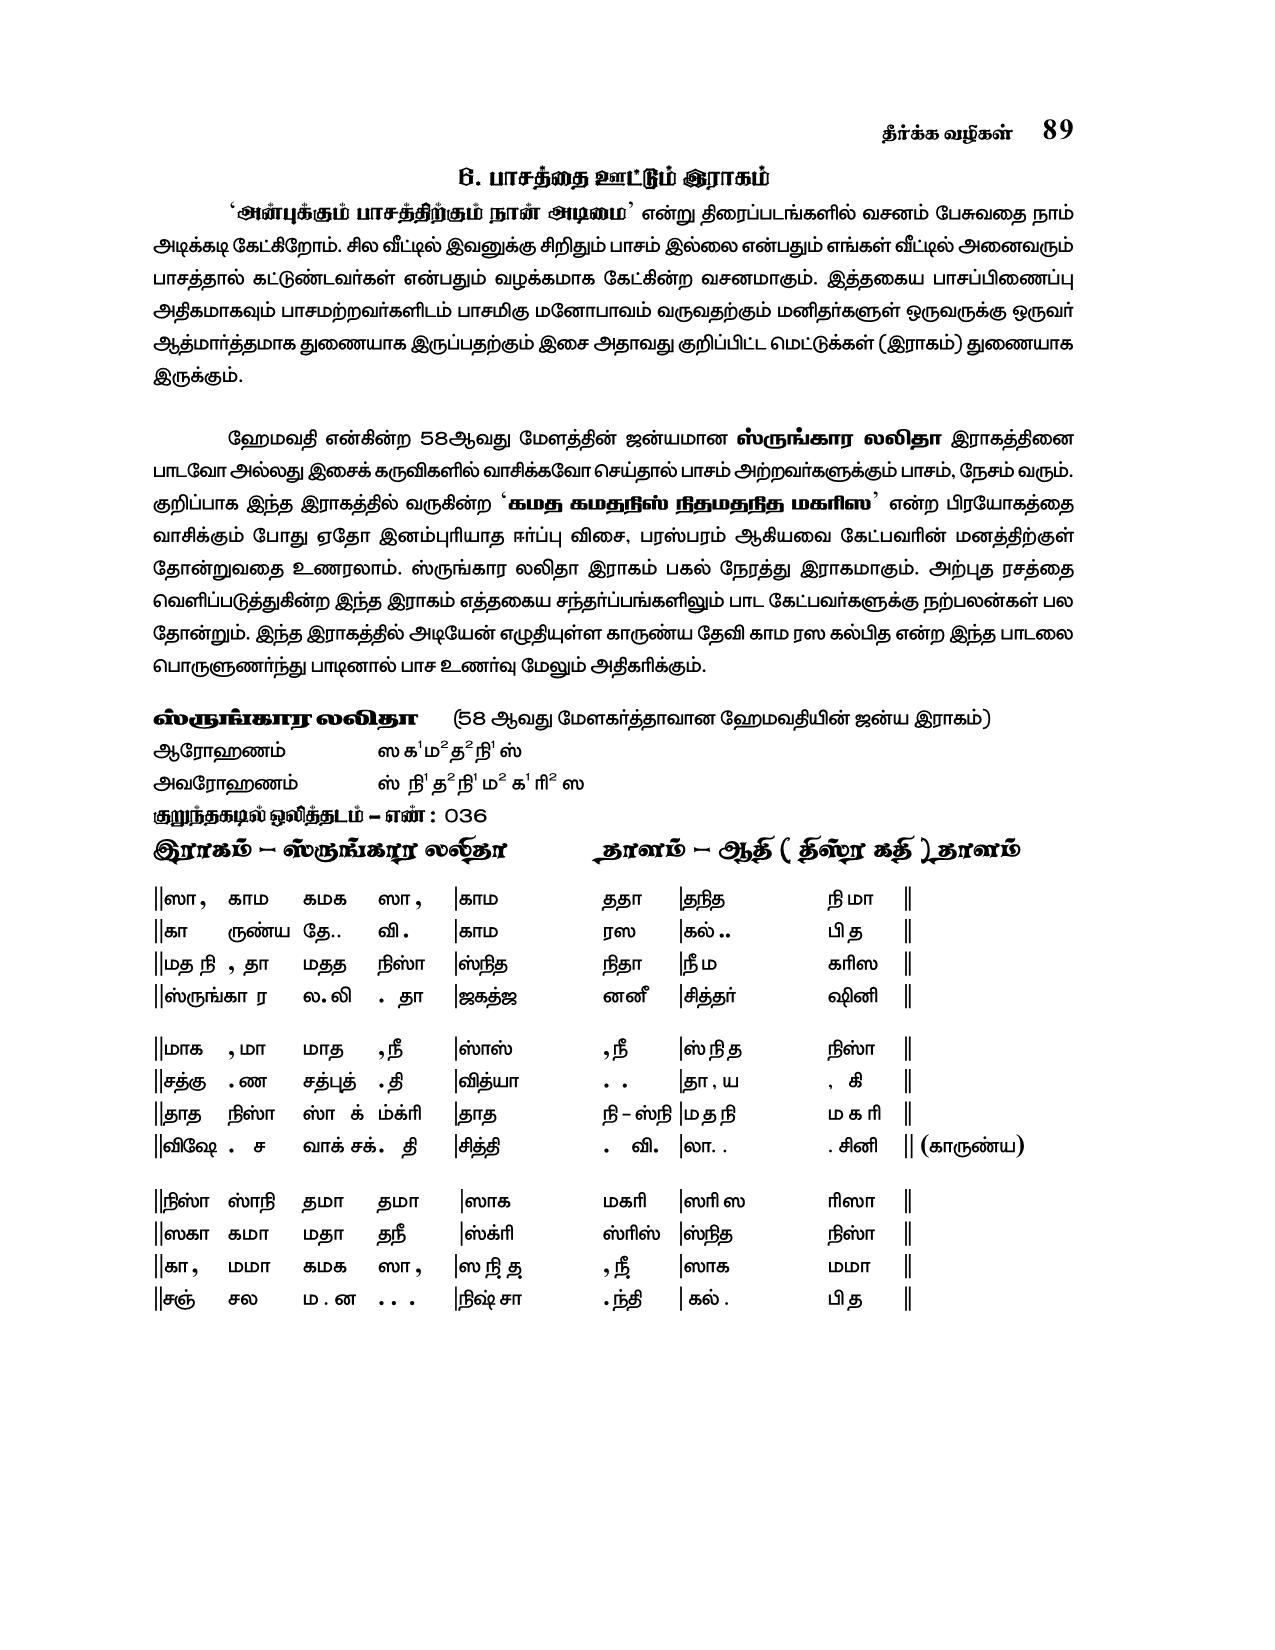 தீர்க்க வழிகள் 89
6. பாசத்தை ஊட்டும் இராகம்
‘அன்புக்கும் பாசத்திற்கும் நான் அடிமை’ என்று திரைப்படங்களில் வசனம் பேசுவதை நாம்
அடிக்கடி கேட்கிறோம். சில வீட்டில் இவனுக்கு சிறிதும் பாசம் இல்லை என்பதும் எங்கள் வீட்டில் அனைவரும்
பாசத்தால் கட்டுண்டவர்கள் என்பதும் வழக்கமாக கேட்கின்ற வசனமாகும். இத்தகைய பாசப்பிணைப்பு
அதிகமாகவும் பாசமற்றவர்களிடம் பாசமிகு மனோபாவம் வருவதற்கும் மனிதர்களுள் ஒருவருக்கு ஒருவர்
ஆத்மார்த்தமாக துணையாக இருப்பதற்கும் இசை அதாவது குறிப்பிட்ட மெட்டுக்கள் (இராகம்) துணையாக
இருக்கும்.
ஹேமவதி என்கின்ற 58ஆவது மேளத்தின் ஜன்யமான ஸ்ருங்கார லலிதா இராகத்தினை
பாடவோ அல்லது இசைக் கருவிகளில் வாசிக்கவோ செய்தால் பாசம் அற்றவர்களுக்கும் பாசம், நேசம் வரும்.
குறிப்பாக இந்த இராகத்தில் வருகின்ற ‘கமத கமதநிஸ் நிதமதநித மகரிஸ’ என்ற பிரயோகத்தை
வாசிக்கும் போது ஏதோ இனம்புரியாத ஈர்ப்பு விசை, பரஸ்பரம் ஆகியவை கேட்பவரின் மனத்திற்குள்
தோன்றுவதை உணரலாம். ஸ்ருங்கார லலிதா இராகம் பகல் நேரத்து இராகமாகும். அற்புத ரசத்தை
வெளிப்படுத்துகின்ற இந்த இராகம் எத்தகைய சந்தர்ப்பங்களிலும் பாட கேட்பவர்களுக்கு நற்பலன்கள் பல
தோன்றும். இந்த இராகத்தில் அடியேன் எழுதியுள்ள காருண்ய தேவி காம ரஸ கல்பித என்ற இந்த பாடலை
பொருளுணர்ந்து பாடினால் பாச உணர்வு மேலும் அதிகரிக்கும்.
ஸ்ருங்கார லலிதா (58 ஆவது மேளகர்த்தாவான ஹேமவதியின் ஜன்ய இராகம்)
ஆரோஹணம் ஸ க¹ ம² த² நி¹ ஸ்
அவரோஹணம் ஸ் நி¹ த² நி¹ ம² க¹ ரி² ஸ
குறுந்தகடில் ஒலித்தடம் – எண் : 036
இராகம் – ஸ்ருங்கார லலிதா தாளம் – ஆதி ( திஸ்ர கதி ) தாளம்
||ஸா , காம கமக ஸா , |காம ததா |தநித நி மா ||
||கா ருண்ய தே.. வி . |காம ரஸ |கல் .. பி த ||
||மத நி , தா மதத நிஸா |ஸ்நித நிதா |நீ ம கரிஸ ||
||ஸ்ருங்கா ர ல.லி . தா |ஜகத்ஜ னனீ |சித்தர் ஷினி ||
||மாக , மா மாத , நீ |ஸ்ாஸ் , நீ |ஸ் நி த நிஸ்ா ||
||சத்கு . ண சத்புத் . தி |வித்யா . . |தா , ய , கி ||
||தாத நிஸ்ா ஸ்ா க் ம்க்ரி |தாத நி – ஸ்நி |ம த நி ம க ரி ||
||விஷே . ச வாக் சக் . தி |சித்தி . வி. |லா. . . சினி || (காருண்ய)
||நிஸ்ா ஸ்ாநி தமா தமா |ஸாக மகரி |ஸரி ஸ ரிஸா ||
||ஸகா கமா மதா தநீ |ஸ்க்ரி ஸ்ரிஸ் |ஸ்நித நிஸ்ா ||
||கா , மமா கமக ஸா , |ஸ நி த , நீ |ஸாக மமா ||
||சஞ் சல ம . ன . . . |நிஷ் சா . ந்தி | கல் . பி த ||